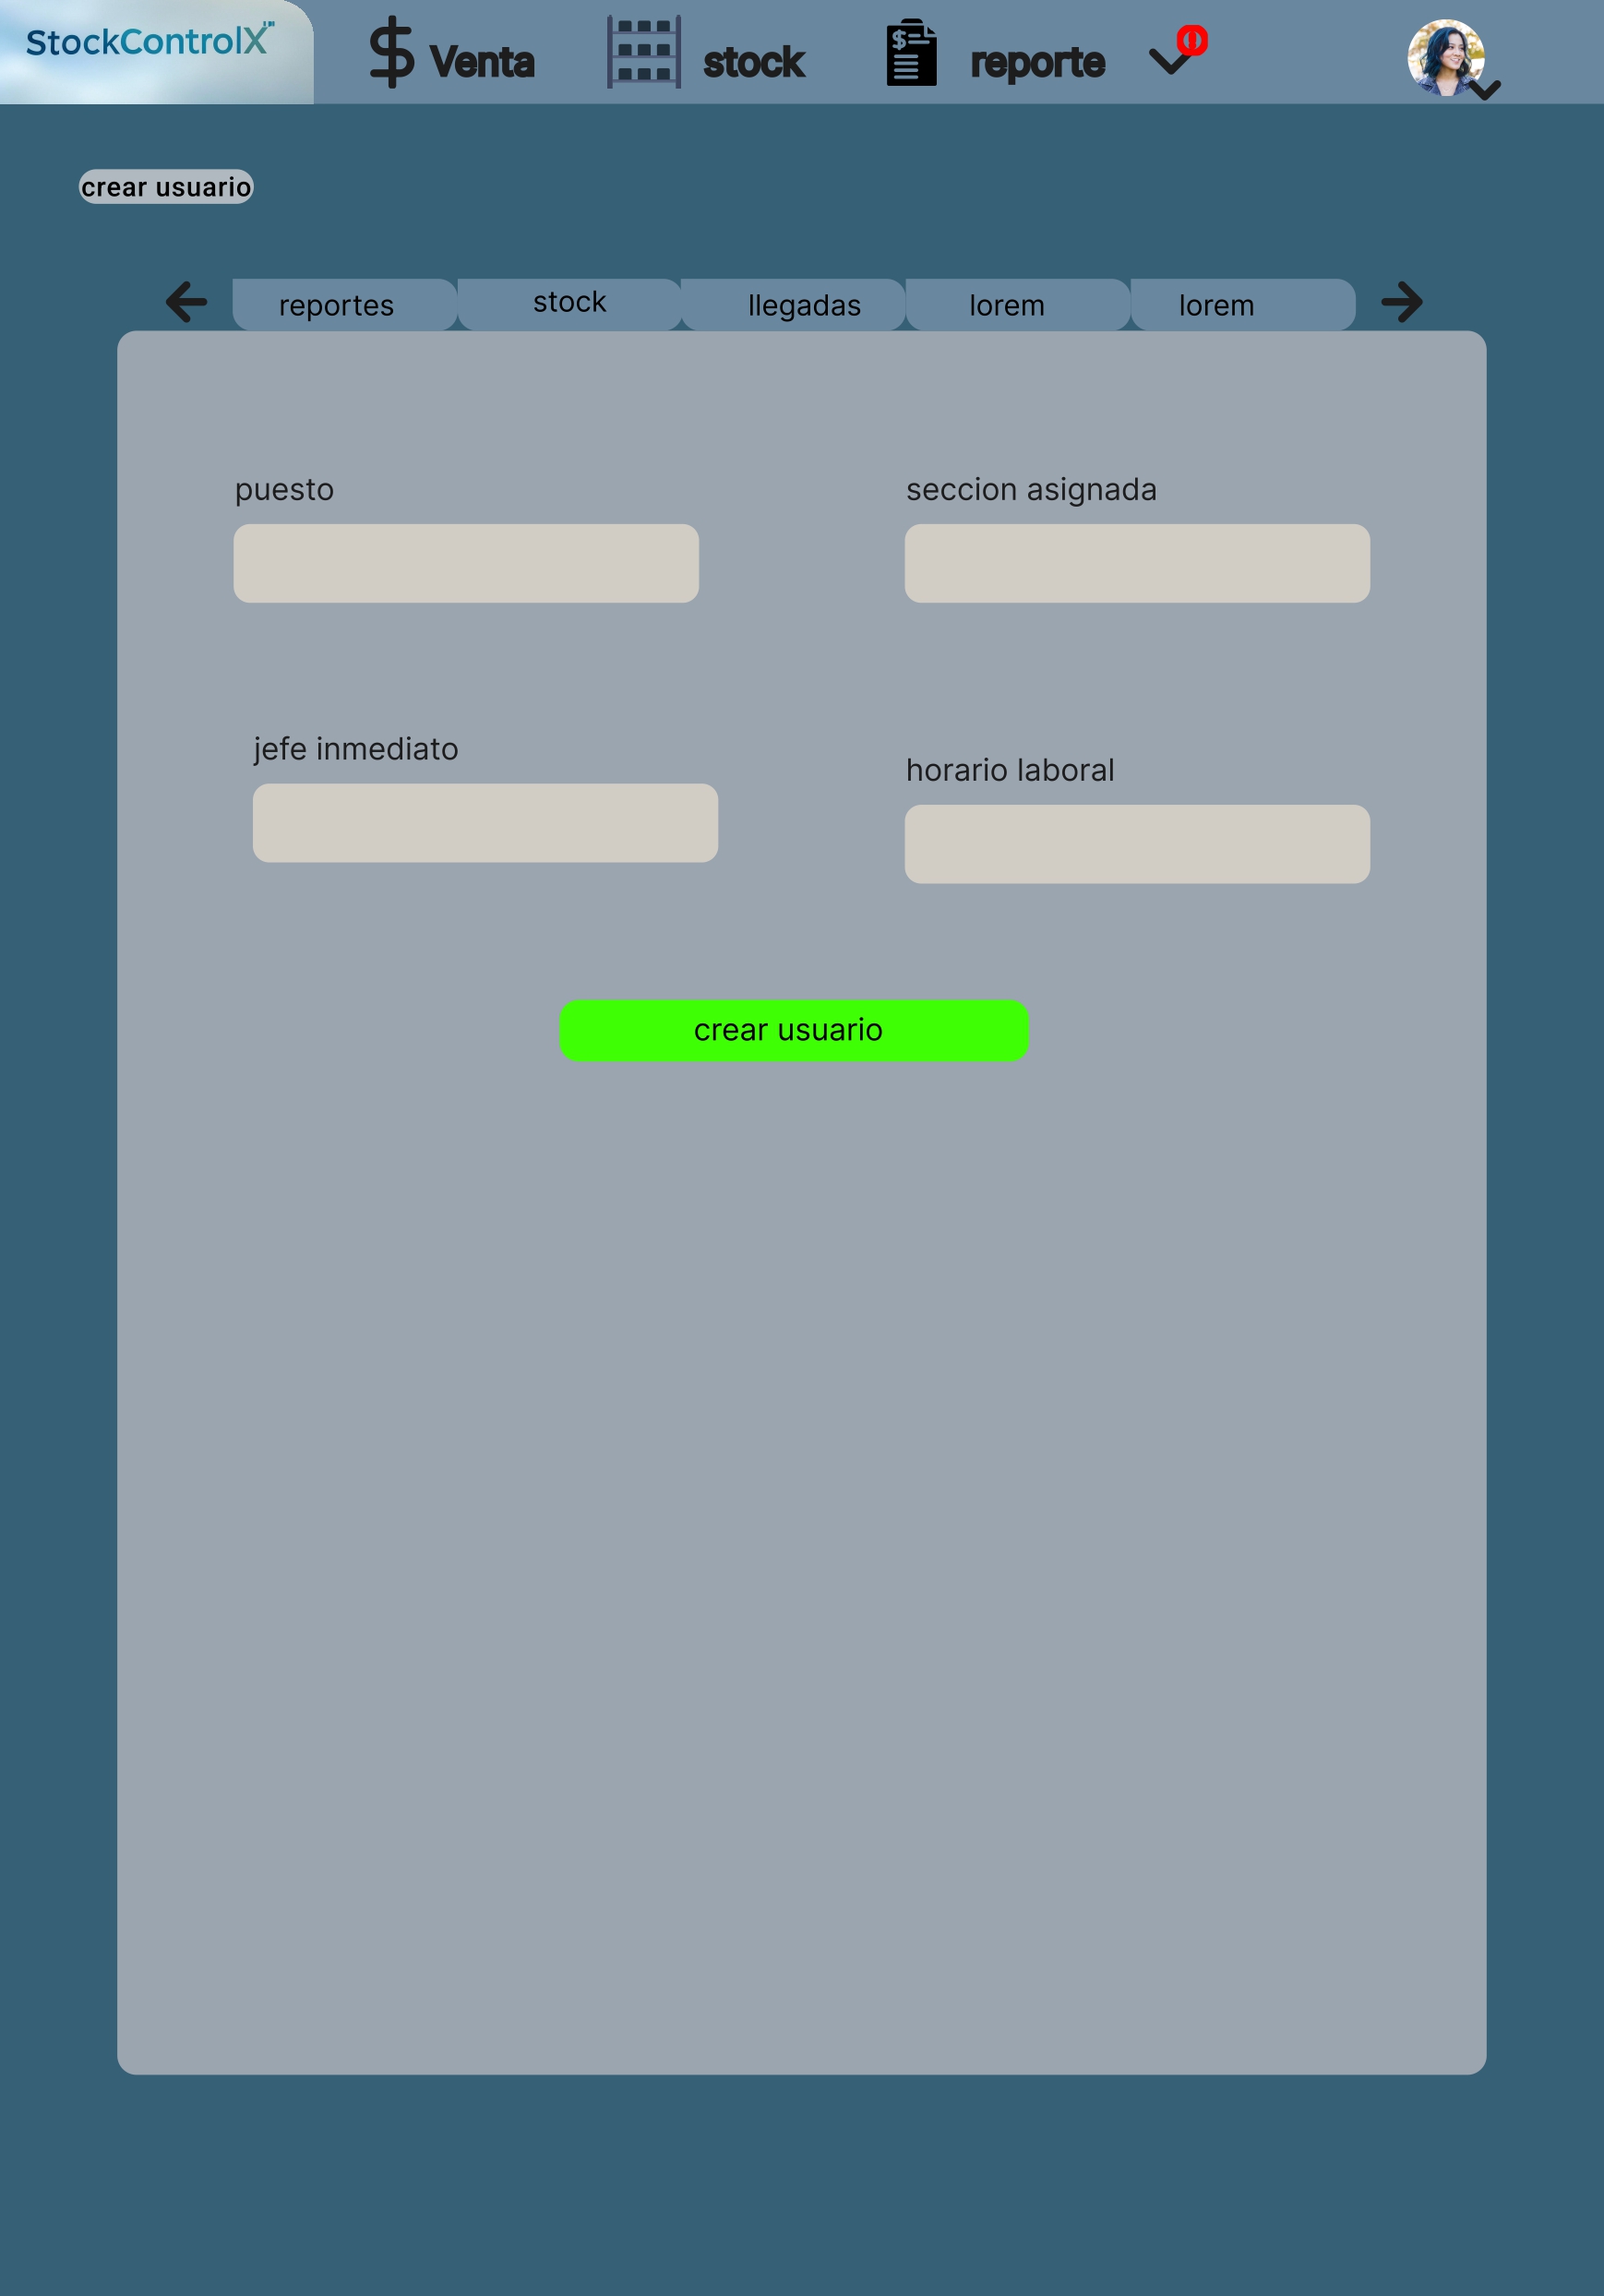 StockControlX
Venta
stock
reporte
0
crear usuario
reportes
stock
llegadas
lorem
lorem
puesto
seccion asignada
jefe inmediato
horario laboral
crear usuario